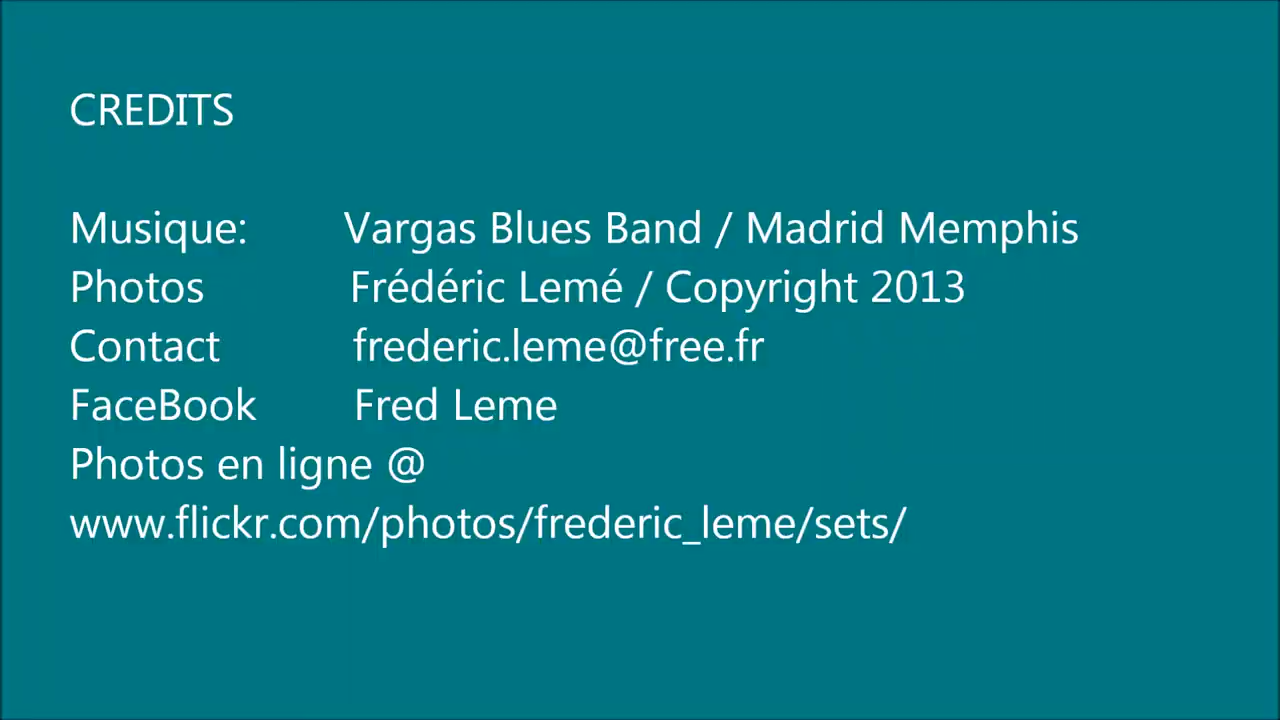 CREDITS
Musique: Vargas Blues Band / Madrid Memphis
Photos Frédéric Lemé / Copyright 2013
Contact frederic.leme@free.fr
FaceBook Fred Leme
Photos en ligne @
www.flickr.com/photos/frederic_leme/sets/